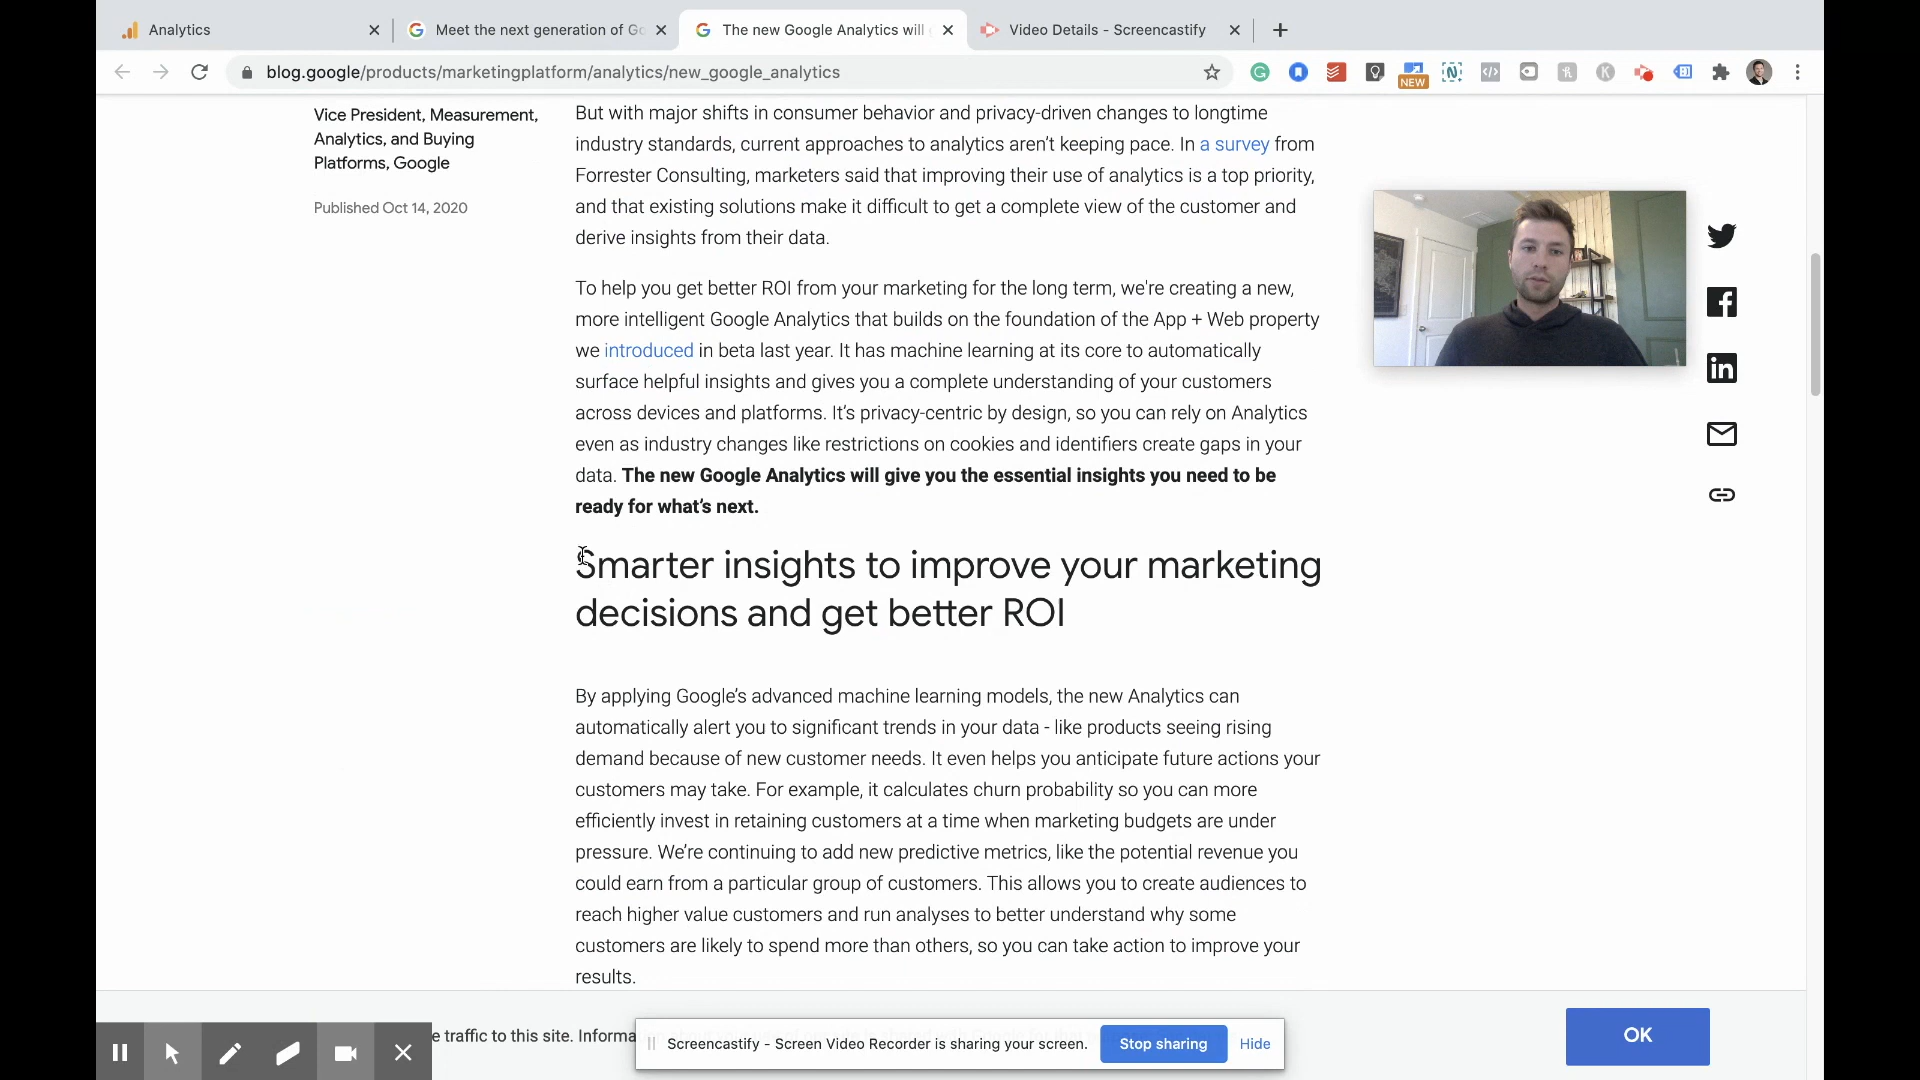 Analytics
Meet the next generation of Go
The new Google Analytics will
Video Details - Screencastify
blog.google/products/marketingplatform/analytics/new_google_analytics
NEW
Vice President, Measurement,
Analytics, and Buying
Platforms, Google
Published Oct 14, 2020
But with major shifts in consumer behavior and privacy-driven changes to longtime
industry standards, current approaches to analytics aren’t keeping pace. In a survey from
Forrester Consulting, marketers said that improving their use of analytics is a top priority,
and that existing solutions make it difficult to get a complete view of the customer and
derive insights from their data.
To help you get better ROI from your marketing for the long term, we're creating a new,
more intelligent Google Analytics that builds on the foundation of the App + Web property
we introduced in beta last year. It has machine learning at its core to automatically
surface helpful insights and gives you a complete understanding of your customers
across devices and platforms. It’s privacy-centric by design, so you can rely on Analytics
even as industry changes like restrictions on cookies and identifiers create gaps in your
data. The new Google Analytics will give you the essential insights you need to be
ready for what’s next.
Smarter insights to improve your marketing
decisions and get better ROI
By applying Google’s advanced machine learning models, the new Analytics can
automatically alert you to significant trends in your data - like products seeing rising
demand because of new customer needs. It even helps you anticipate future actions your
customers may take. For example, it calculates churn probability so you can more
efficiently invest in retaining customers at a time when marketing budgets are under
pressure. We’re continuing to add new predictive metrics, like the potential revenue you
could earn from a particular group of customers. This allows you to create audiences to
reach higher value customers and run analyses to better understand why some
customers are likely to spend more than others, so you can take action to improve your
results.
e traffic to this site. Informa
OK
Screencastify - Screen Video Recorder is sharing your screen.
Stop sharing
Hide